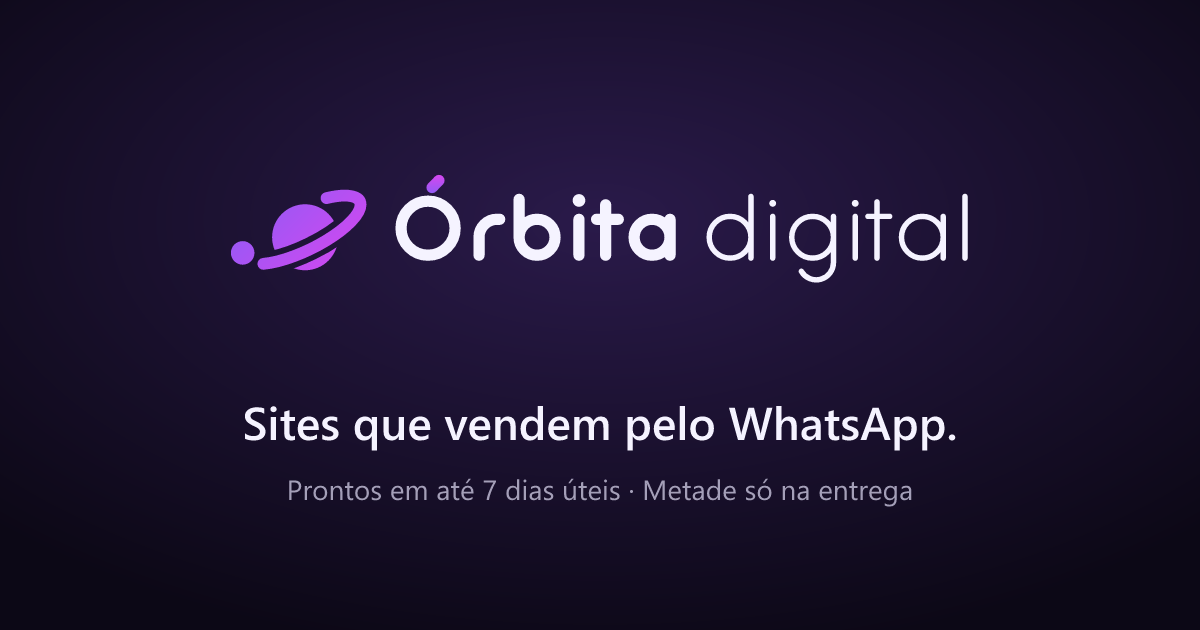 Órbita digital
Sites que vendem pelo WhatsApp.
Prontos em até 7 dias úteis · Metade só na entrega